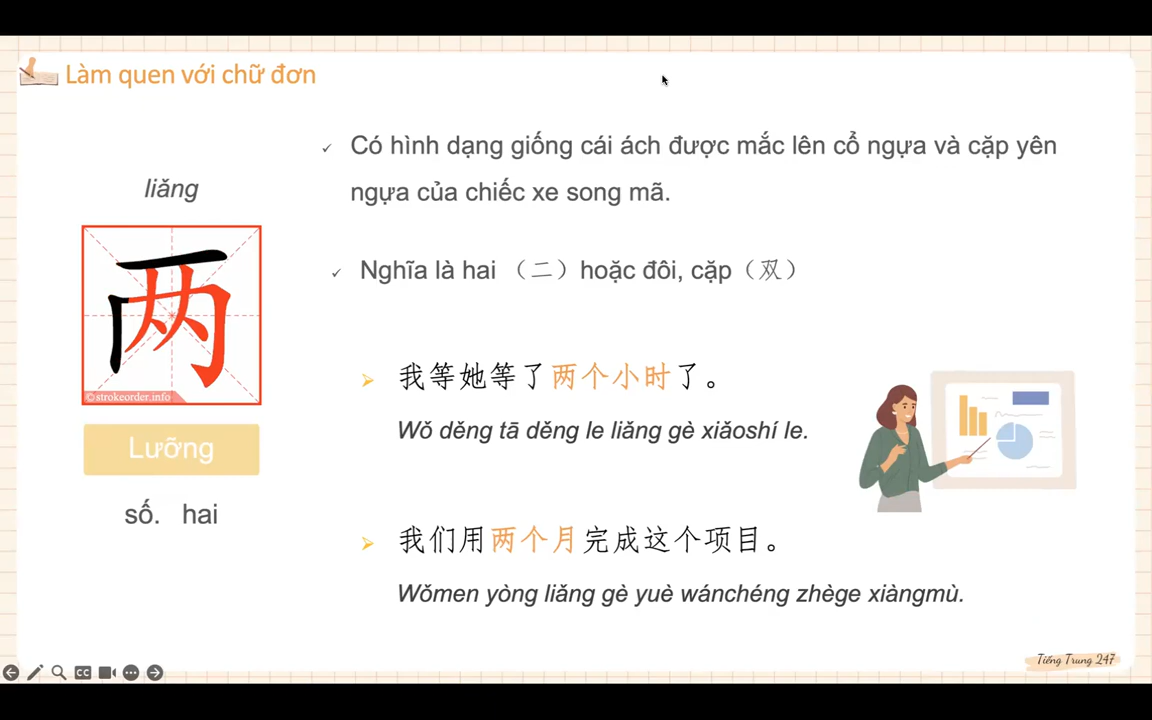 Làm quen với chữ đơn
Có hình dạng giống cái ách được mắc lên cổ ngựa và cặp yên
ngựa của chiếc xe song mã.
liǎng
两
©strokeorder.info
Lưỡng
số. hai
Nghĩa là hai （二）hoặc đôi, cặp（双）
我等她等了两个小时了。
Wǒ děng tā děng le liǎng gè xiǎoshí le.
我们用两个月完成这个项目。
Wǒmen yòng liǎng gè yuè wánchéng zhège xiàngmù.
CC
Tiếng Trung 247